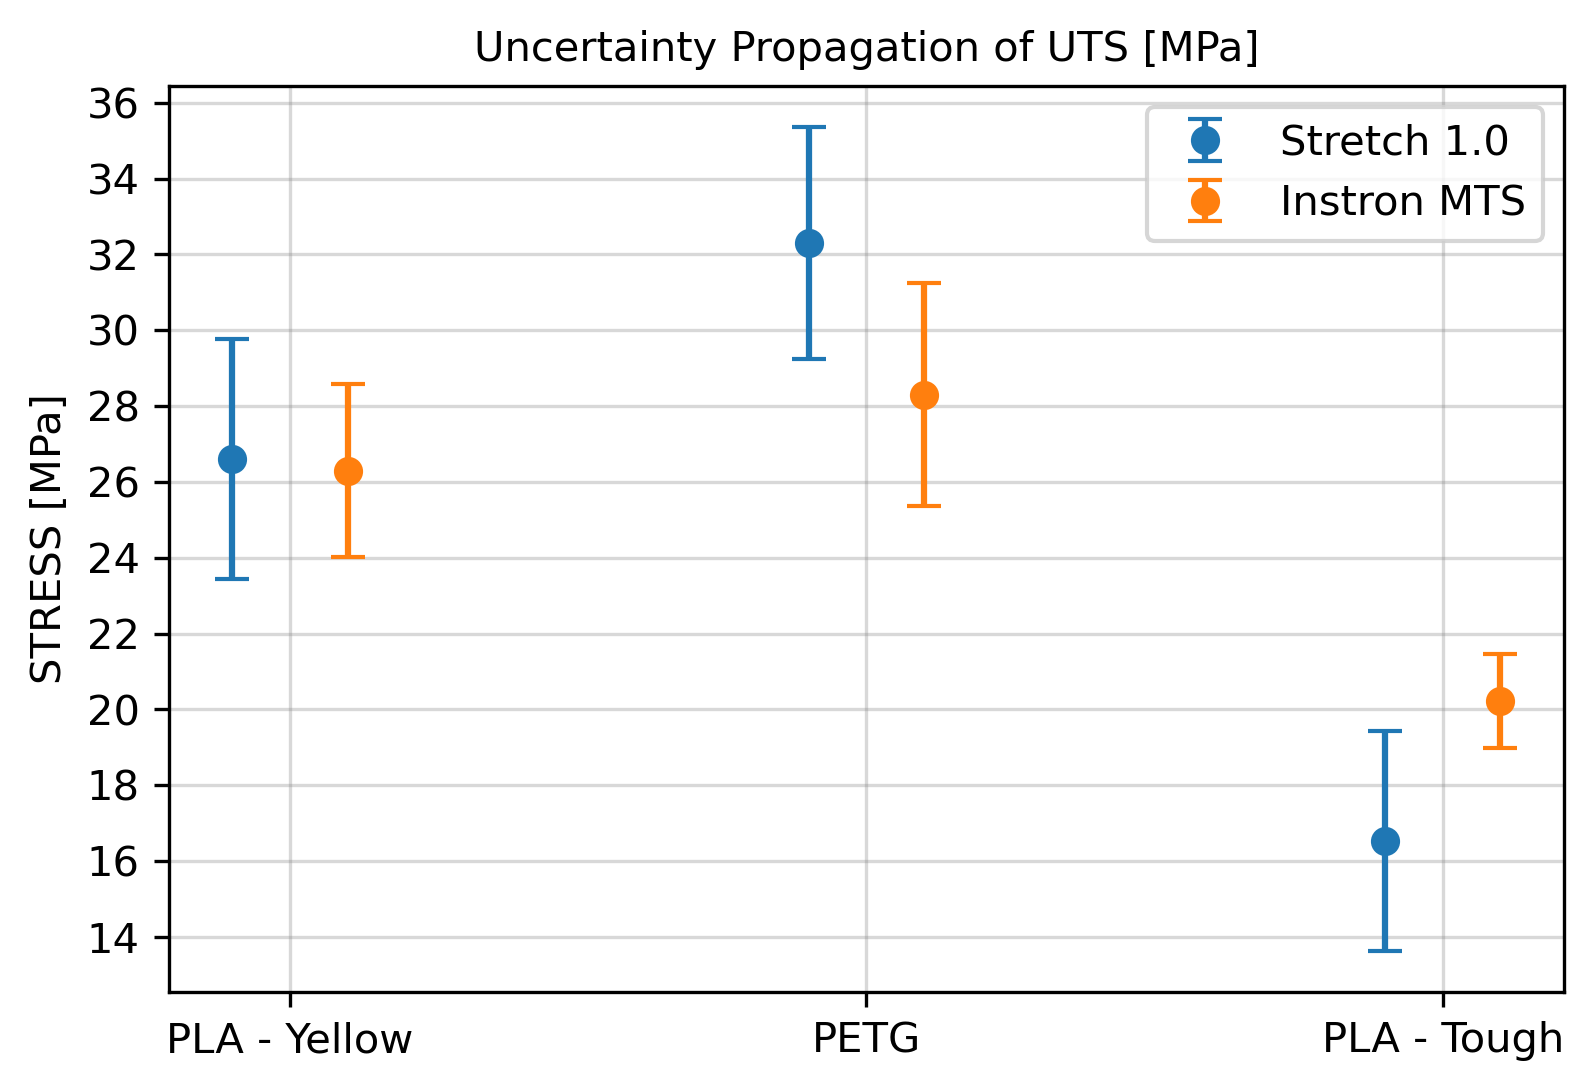 Uncertainty Propagation of UTS [MPa]
STRESS [MPa]
36
34
32
30
28
26
24
22
20
18
16
14
Stretch 1.0
Instron MTS
PLA - Yellow
PETG
PLA - Tough